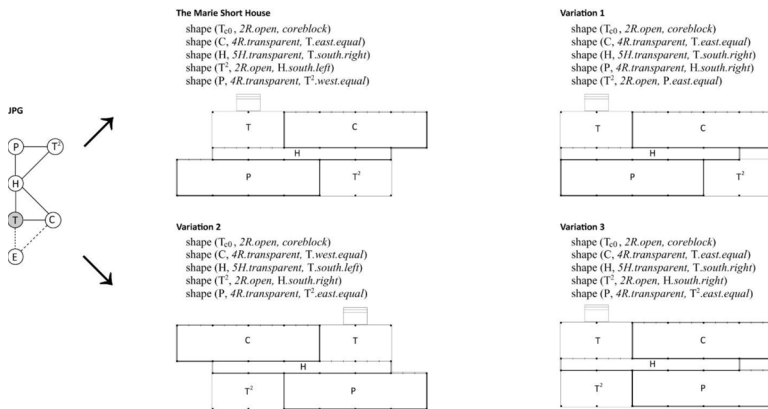 JPG
P
T²
H
T
C
E
The Marie Short House
shape (Tc0, 2R.open, coreblock)
shape (C, 4R.transparent, T.east.equal)
shape (H, 5H.transparent, T.south.right)
shape (T², 2R.open, H.south.left)
shape (P, 4R.transparent, T².west.equal)
T
C
H
P
T²
Variation 1
shape (Tc0, 2R.open, coreblock)
shape (C, 4R.transparent, T.east.equal)
shape (H, 5H.transparent, T.south.right)
shape (P, 4R.transparent, H.south.right)
shape (T², 2R.open, P.east.equal)
T
C
H
P
T²
Variation 2
shape (Tc0, 2R.open, coreblock)
shape (C, 4R.transparent, T.west.equal)
shape (H, 5H.transparent, T.south.left)
shape (T², 2R.open, H.south.right)
shape (P, 4R.transparent, T².east.equal)
C
T
H
T²
P
Variation 3
shape (Tc0, 2R.open, coreblock)
shape (C, 4R.transparent, T.east.equal)
shape (H, 5H.transparent, T.south.right)
shape (T², 2R.open, H.south.right)
shape (P, 4R.transparent, T².east.equal)
T
C
H
T²
P